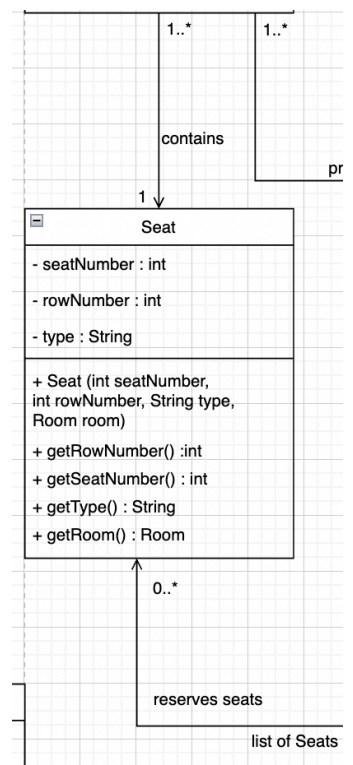 1..*
1..*
contains
pr
1
Seat
- seatNumber : int
- rowNumber : int
- type : String
+ Seat (int seatNumber,
int rowNumber, String type,
Room room)
+ getRowNumber() :int
+ getSeatNumber() : int
+ getType() : String
+ getRoom() : Room
0..*
reserves seats
list of Seats